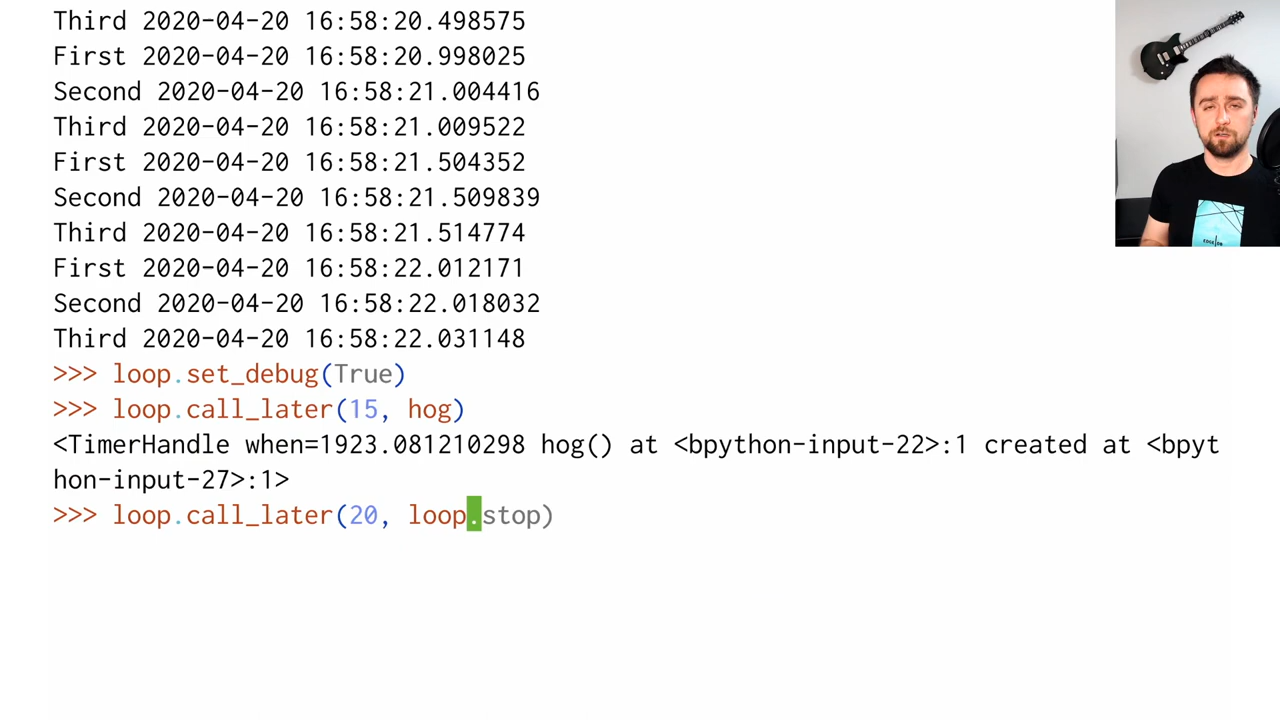 Third 2020-04-20 16:58:20.498575
First 2020-04-20 16:58:20.998025
Second 2020-04-20 16:58:21.004416
Third 2020-04-20 16:58:21.009522
First 2020-04-20 16:58:21.504352
Second 2020-04-20 16:58:21.509839
Third 2020-04-20 16:58:21.514774
First 2020-04-20 16:58:22.012171
Second 2020-04-20 16:58:22.018032
Third 2020-04-20 16:58:22.031148
>>> loop.set_debug(True)
>>> loop.call_later(15, hog)
<TimerHandle when=1923.081210298 hog() at <bpython-input-22>:1 created at <bpyt
hon-input-27>:1>
>>> loop.call_later(20, loop.stop)
EDGE|DB